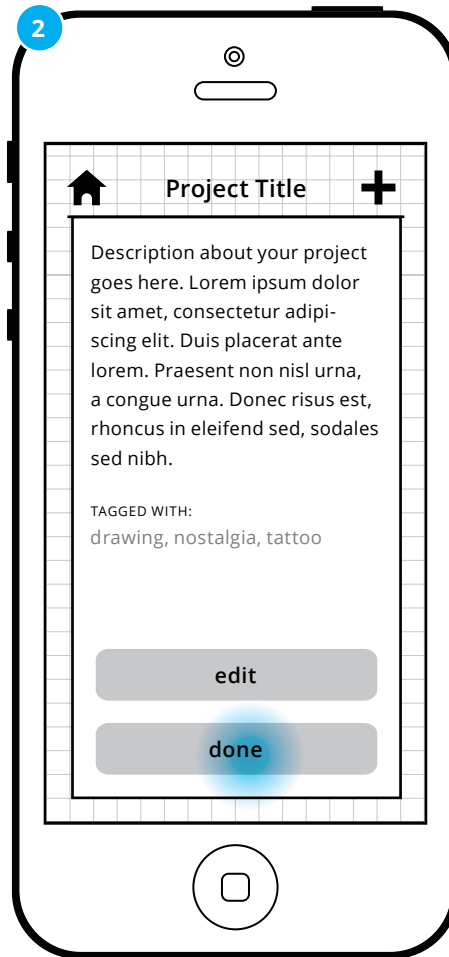 2
Project Title
Description about your project
goes here. Lorem ipsum dolor
sit amet, consectetur adipi-
scing elit. Duis placerat ante
lorem. Praesent non nisl urna,
a congue urna. Donec risus est,
rhoncus in eleifend sed, sodales
sed nibh.
TAGGED WITH:
drawing, nostalgia, tattoo
edit
done